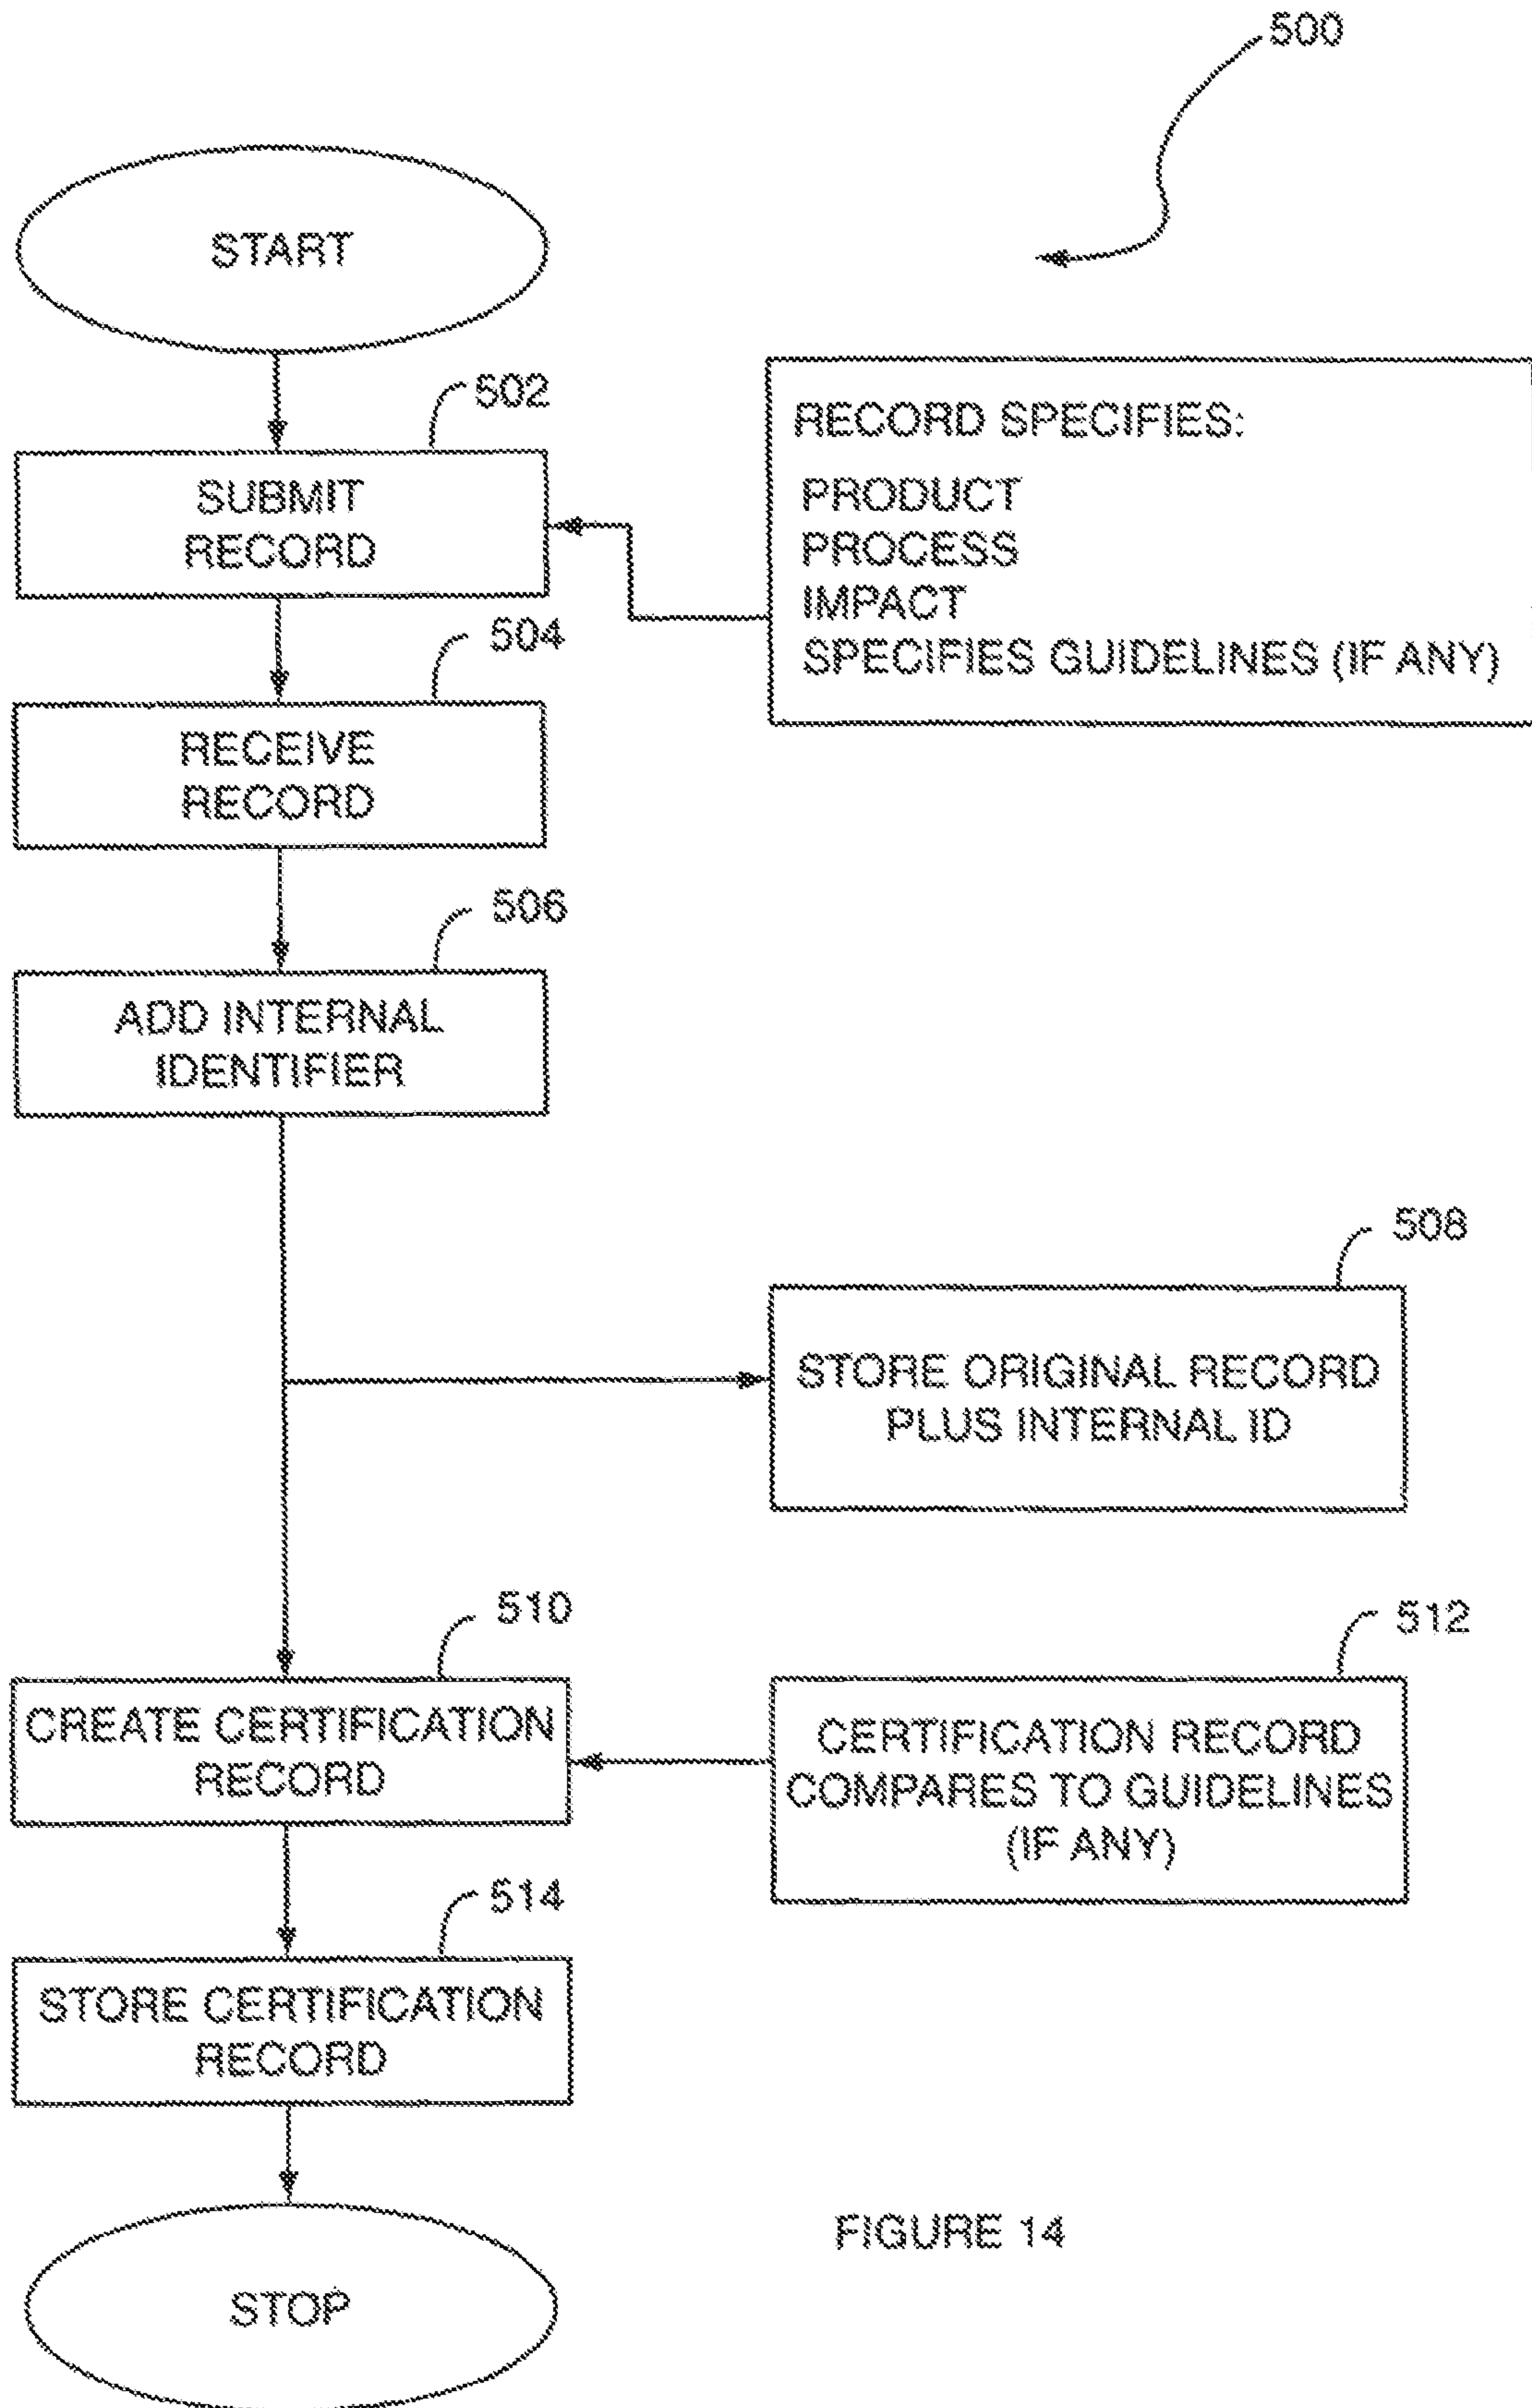 500
START
502
SUBMIT
RECORD
RECORD SPECIFIES:
PRODUCT
PROCESS
IMPACT
SPECIFIES GUIDELINES (IF ANY)
504
RECEIVE
RECORD
506
ADD INTERNAL
IDENTIFIER
508
STORE ORIGINAL RECORD
PLUS INTERNAL ID
510
CREATE CERTIFICATION
RECORD
512
CERTIFICATION RECORD
COMPARES TO GUIDELINES
(IF ANY)
514
STORE CERTIFICATION
RECORD
STOP
FIGURE 14